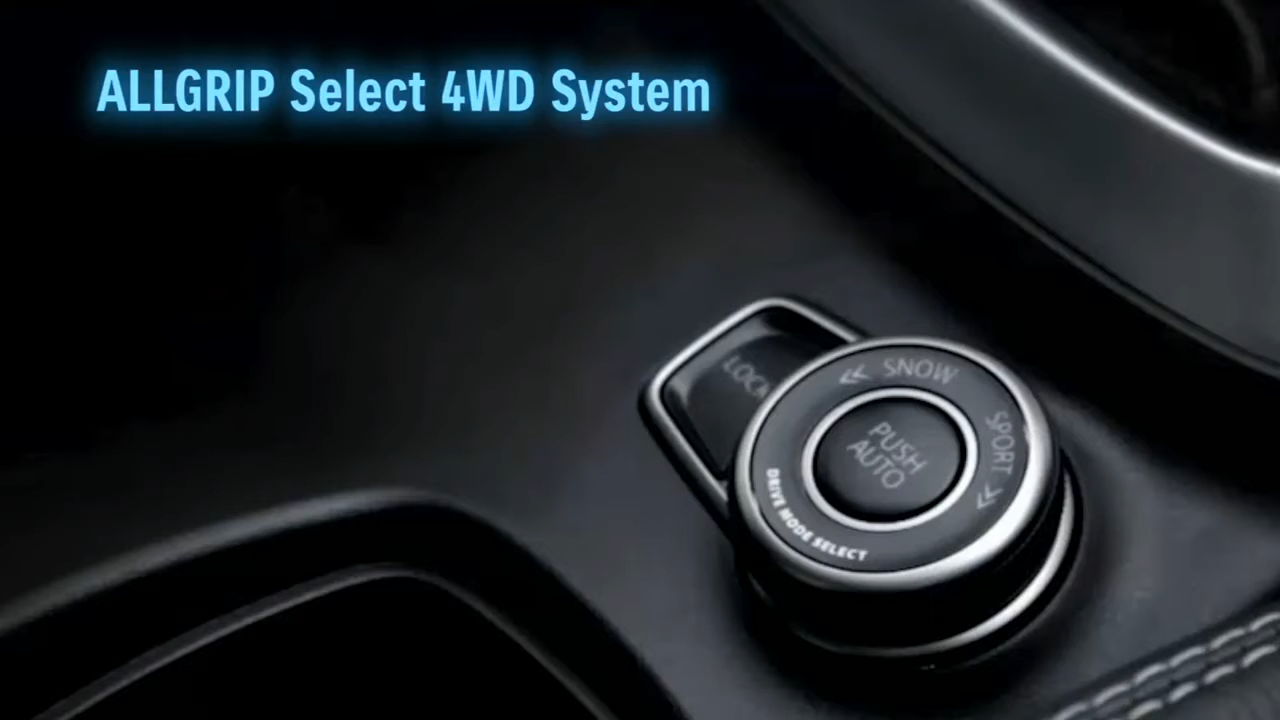 ALLGRIP Select 4WD System
LOCK
SNOW
SPORT
PUSH
AUTO
DRIVE MODE SELECT